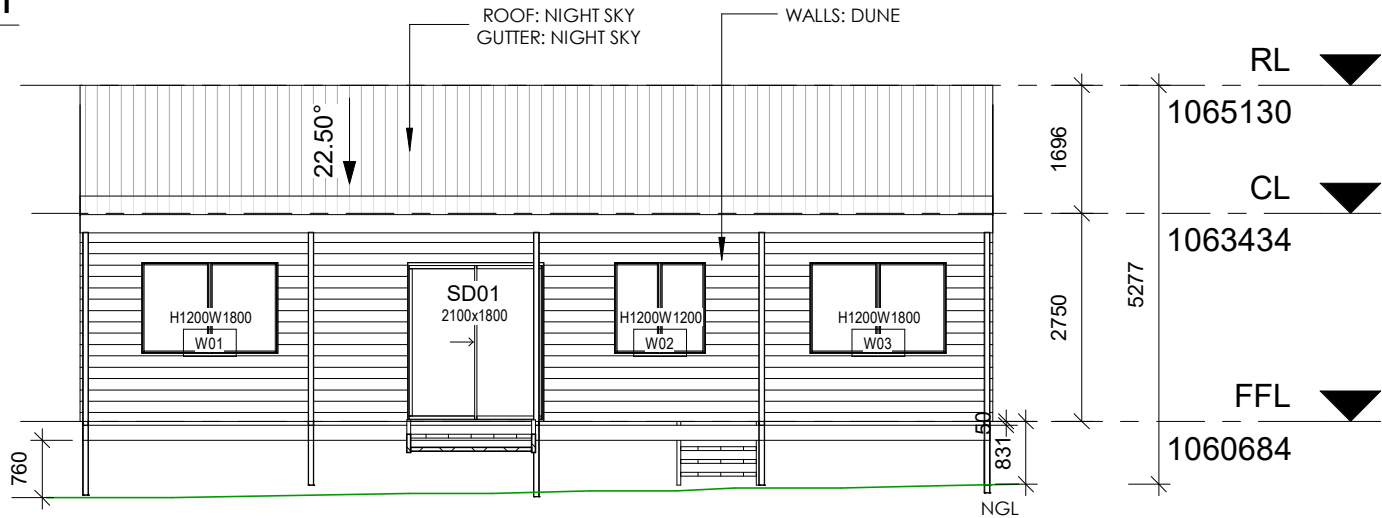 ROOF: NIGHT SKY
GUTTER: NIGHT SKY
WALLS: DUNE
RL
1065130
22.50°
1696
CL
1063434
5277
2750
SD01
2100x1800
H1200W1800
W01
H1200W1200
W02
H1200W1800
W03
FFL
1060684
50
831
760
NGL